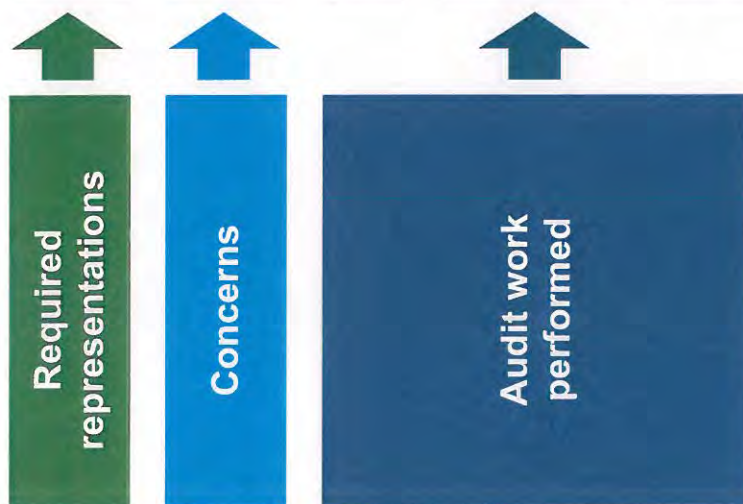 Required
representations
Concerns
Audit work
performed